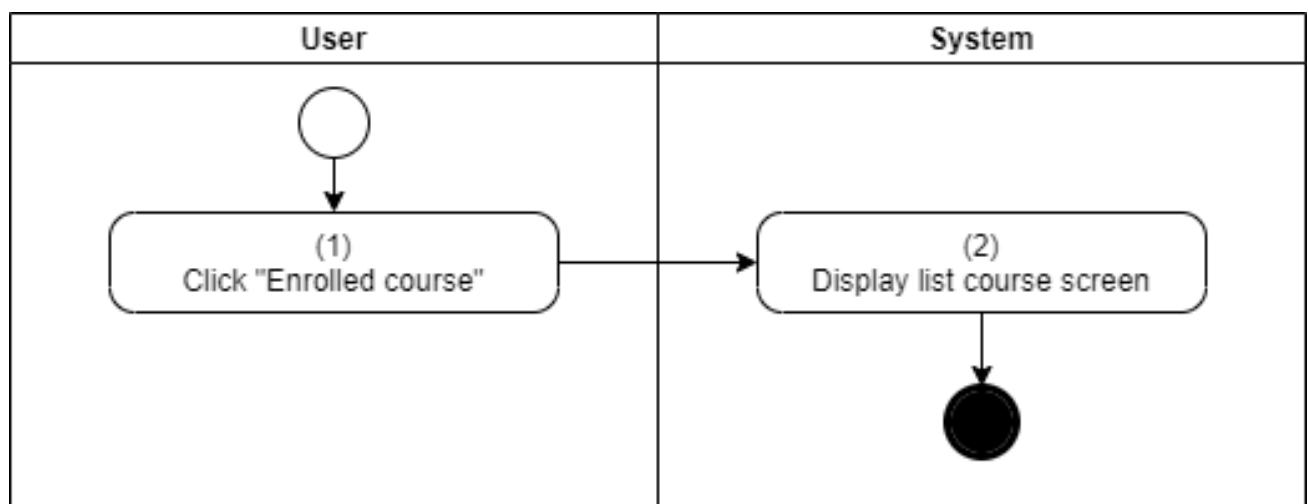 User
System
(1)
Click "Enrolled course"
(2)
Display list course screen